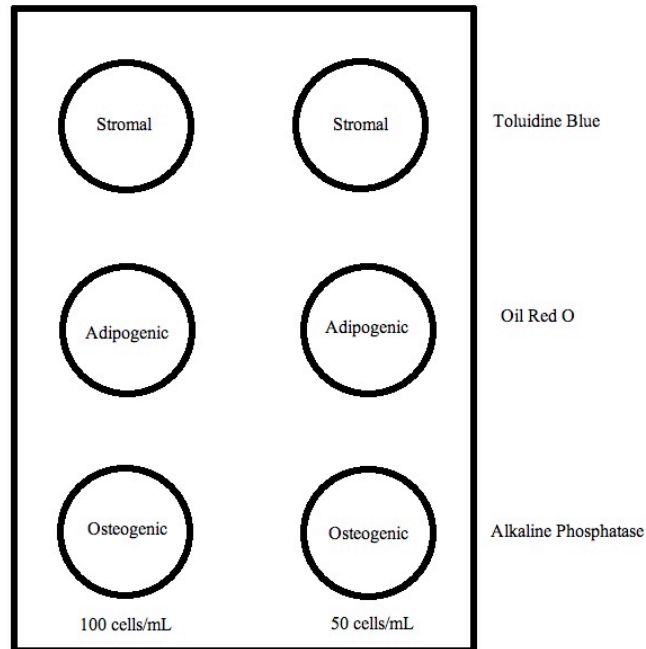 Stromal Stromal Toluidine Blue
Adipogenic Adipogenic Oil Red O
Osteogenic Osteogenic Alkaline Phosphatase
100 cells/mL 50 cells/mL